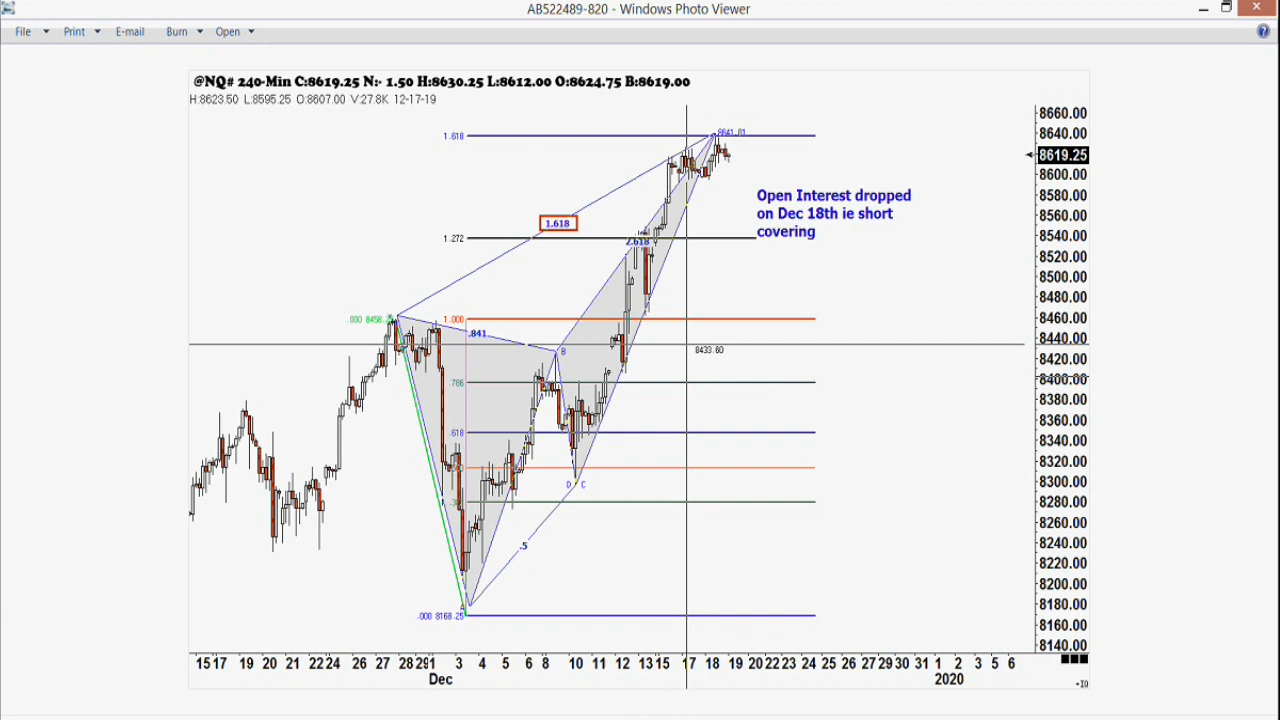 AB522489-820 - Windows Photo Viewer
File Print E-mail Burn Open
@NQ# 240-Min C:8619.25 N:- 1.50 H:8630.25 L:8612.00 O:8624.75 B:8619.00
H:8623.50 L:8595.25 O:8607.00 V:27.8K 12-17-19
8660.00
1.618 8641.01 8640.00
8619.25
8600.00
Open Interest dropped
on Dec 18th ie short
covering
8580.00
8560.00
1.618
1.272 2.618 8540.00
8520.00
8500.00
8480.00
.000 8458.25 1.000 8460.00
.841
8440.00
B 8433.60
8420.00
.786 8400.00
8380.00
8360.00
.618 8340.00
8320.00
D C 8300.00
8280.00
8260.00
.5 8240.00
8220.00
8200.00
A 8180.00
.000 8168.25 8160.00
8140.00
15 17 19 20 21 22 24 26 27 28 29 1 3 4 5 6 8 10 11 12 13 15 17 18 19 20 22 23 24 25 26 27 29 30 31 1 2 3 5 6
Dec 2020